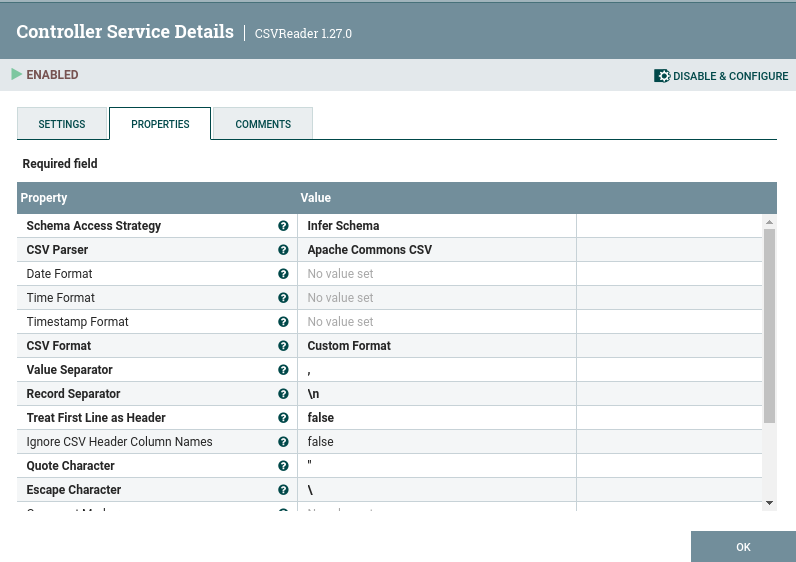 Controller Service Details | CSVReader 1.27.0
ENABLED DISABLE & CONFIGURE
SETTINGS PROPERTIES COMMENTS
Required field
Property Value
Schema Access Strategy ? Infer Schema
CSV Parser ? Apache Commons CSV
Date Format ? No value set
Time Format ? No value set
Timestamp Format ? No value set
CSV Format ? Custom Format
Value Separator ? ,
Record Separator ? \n
Treat First Line as Header ? false
Ignore CSV Header Column Names ? false
Quote Character ? "
Escape Character ? \
OK